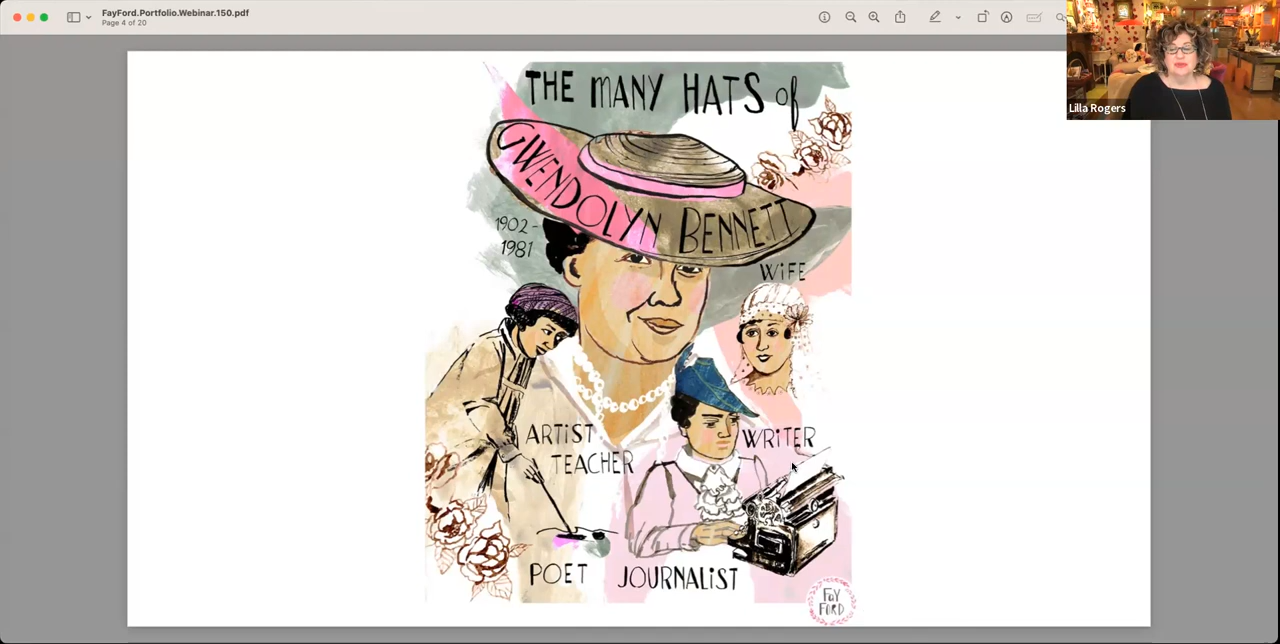 FayFord.Portfolio.Webinar.150.pdf
Page 4 of 20
Lilla Rogers
THE MANY HATS of
GWENDOLYN BENNETT
1902-
1981
WiFE
ARTiST
TEACHER
WRiTER
POET
JOURNALiST
FAY
FORD